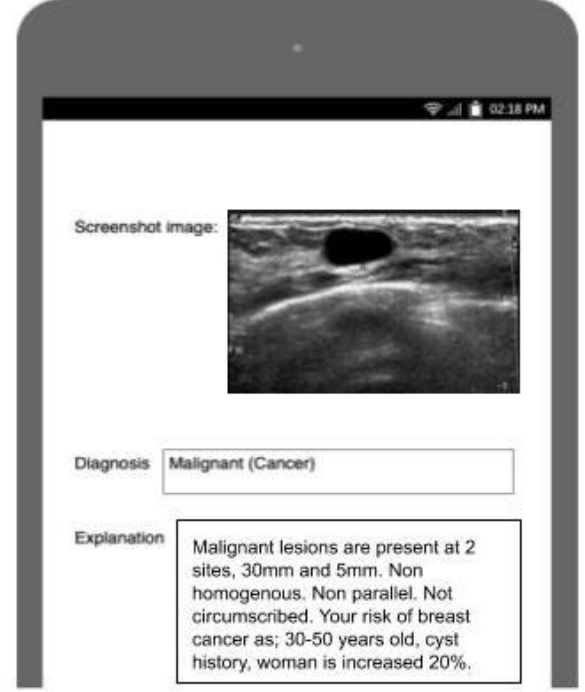 02:18 PM
Screenshot image:
Diagnosis
Malignant (Cancer)
Explanation
Malignant lesions are present at 2
sites, 30mm and 5mm. Non
homogenous. Non parallel. Not
circumscribed. Your risk of breast
cancer as; 30-50 years old, cyst
history, woman is increased 20%.